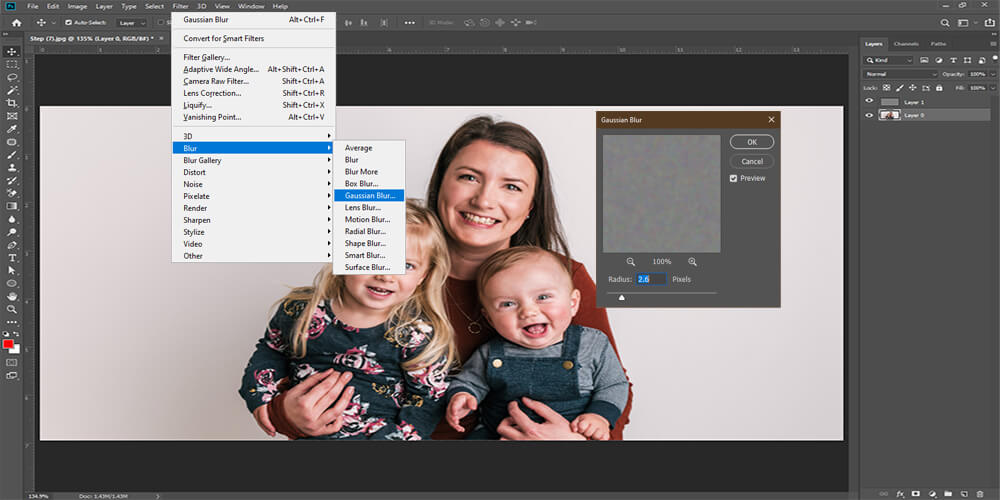 Ps
File Edit Image Layer Type Select Filter 3D View Window Help
Auto-Select: Layer
3D Mode:
Step (7).jpg @ 135% (Layer 0, RGB/8#) *
Gaussian Blur Alt+Ctrl+F
Convert for Smart Filters
Filter Gallery...
Adaptive Wide Angle... Alt+Shift+Ctrl+A
Camera Raw Filter... Shift+Ctrl+A
Lens Correction... Shift+Ctrl+R
Liquify... Shift+Ctrl+X
Vanishing Point... Alt+Ctrl+V
3D
Blur
Blur Gallery
Distort
Noise
Pixelate
Render
Sharpen
Stylize
Video
Other
Average
Blur
Blur More
Box Blur...
Gaussian Blur...
Lens Blur...
Motion Blur...
Radial Blur...
Shape Blur...
Smart Blur...
Surface Blur...
Gaussian Blur
OK
Cancel
Preview
100%
Radius: 2.6 Pixels
Layers Channels Paths
Kind
Normal Opacity: 100%
Lock: Fill: 100%
Layer 1
Layer 0
134.9% Doc: 1.43M/1.43M